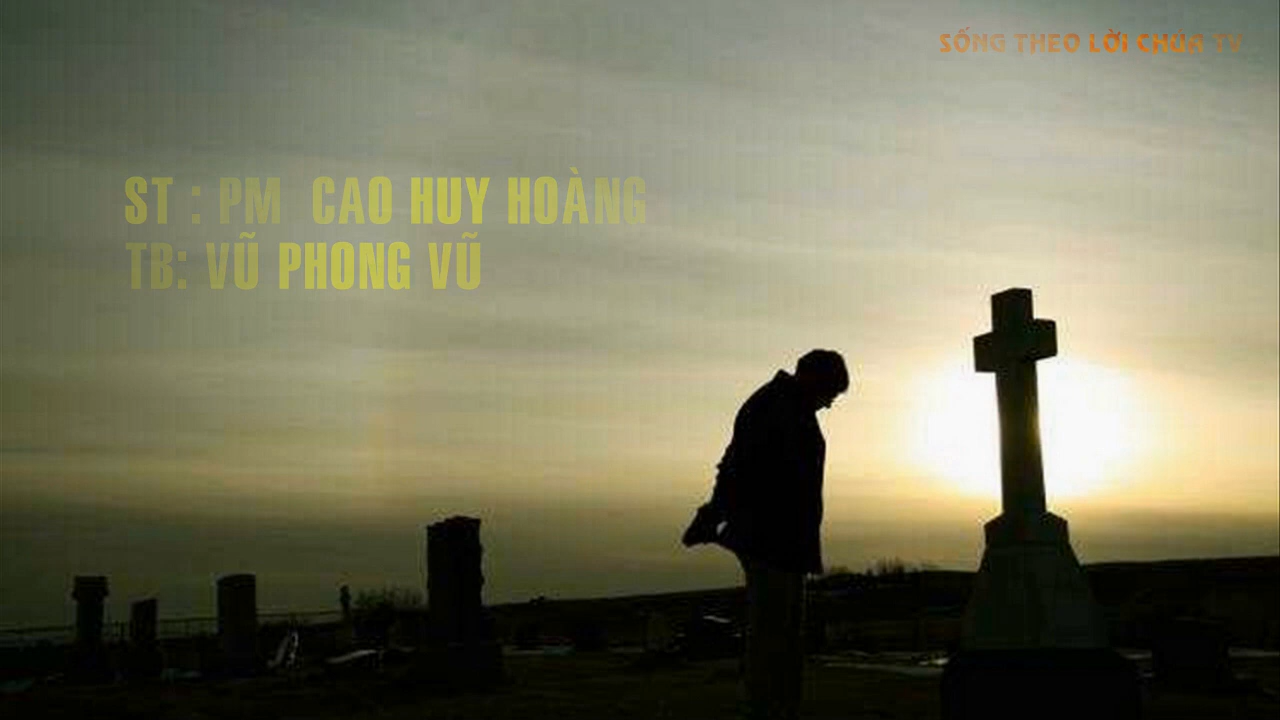 SỐNG THEO LỜI CHÚA TV
ST : PM CAO HUY HOÀNG
TB: VŨ PHONG VŨ